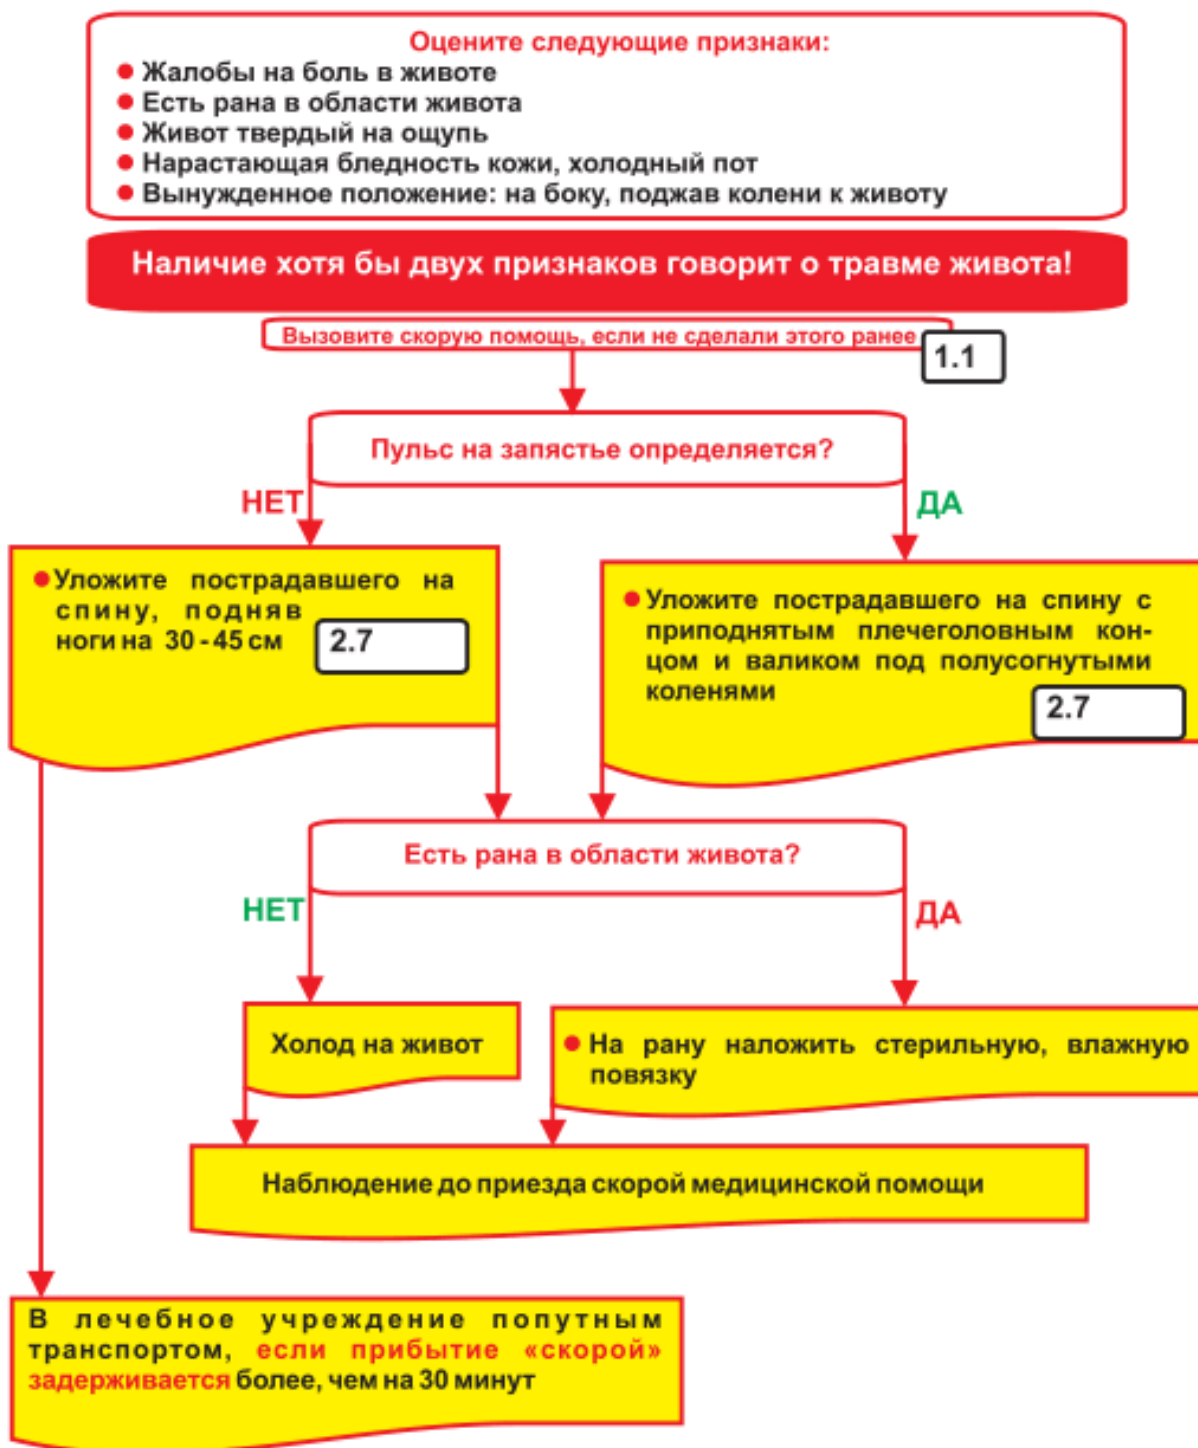 Оцените следующие признаки:
● Жалобы на боль в животе
● Есть рана в области живота
● Живот твердый на ощупь
● Нарастающая бледность кожи, холодный пот
● Вынужденное положение: на боку, поджав колени к животу
Наличие хотя бы двух признаков говорит о травме живота!
Вызовите скорую помощь, если не сделали этого ранее
1.1
Пульс на запястье определяется?
НЕТ
ДА
● Уложите пострадавшего на
спину, подняв
ноги на 30 - 45 см
2.7
● Уложите пострадавшего на спину с
приподнятым плечеголовным кон-
цом и валиком под полусогнутыми
коленями
2.7
Есть рана в области живота?
НЕТ
ДА
Холод на живот
● На рану наложить стерильную, влажную
повязку
Наблюдение до приезда скорой медицинской помощи
В лечебное учреждение попутным
транспортом, если прибытие «скорой»
задерживается более, чем на 30 минут